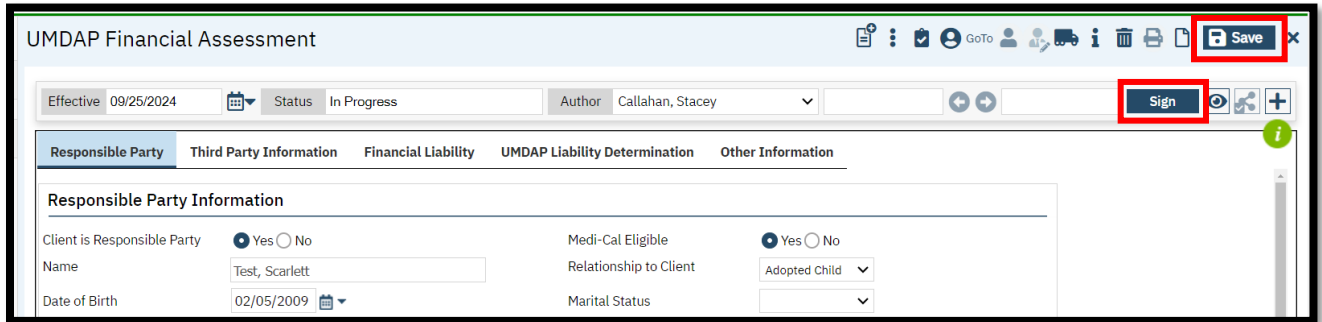 UMDAP Financial Assessment GoTo Save
Effective 09/25/2024 Status In Progress Author Callahan, Stacey Sign
Responsible Party Third Party Information Financial Liability UMDAP Liability Determination Other Information
Responsible Party Information
Client is Responsible Party Yes No Medi-Cal Eligible Yes No
Name Test, Scarlett Relationship to Client Adopted Child
Date of Birth 02/05/2009 Marital Status